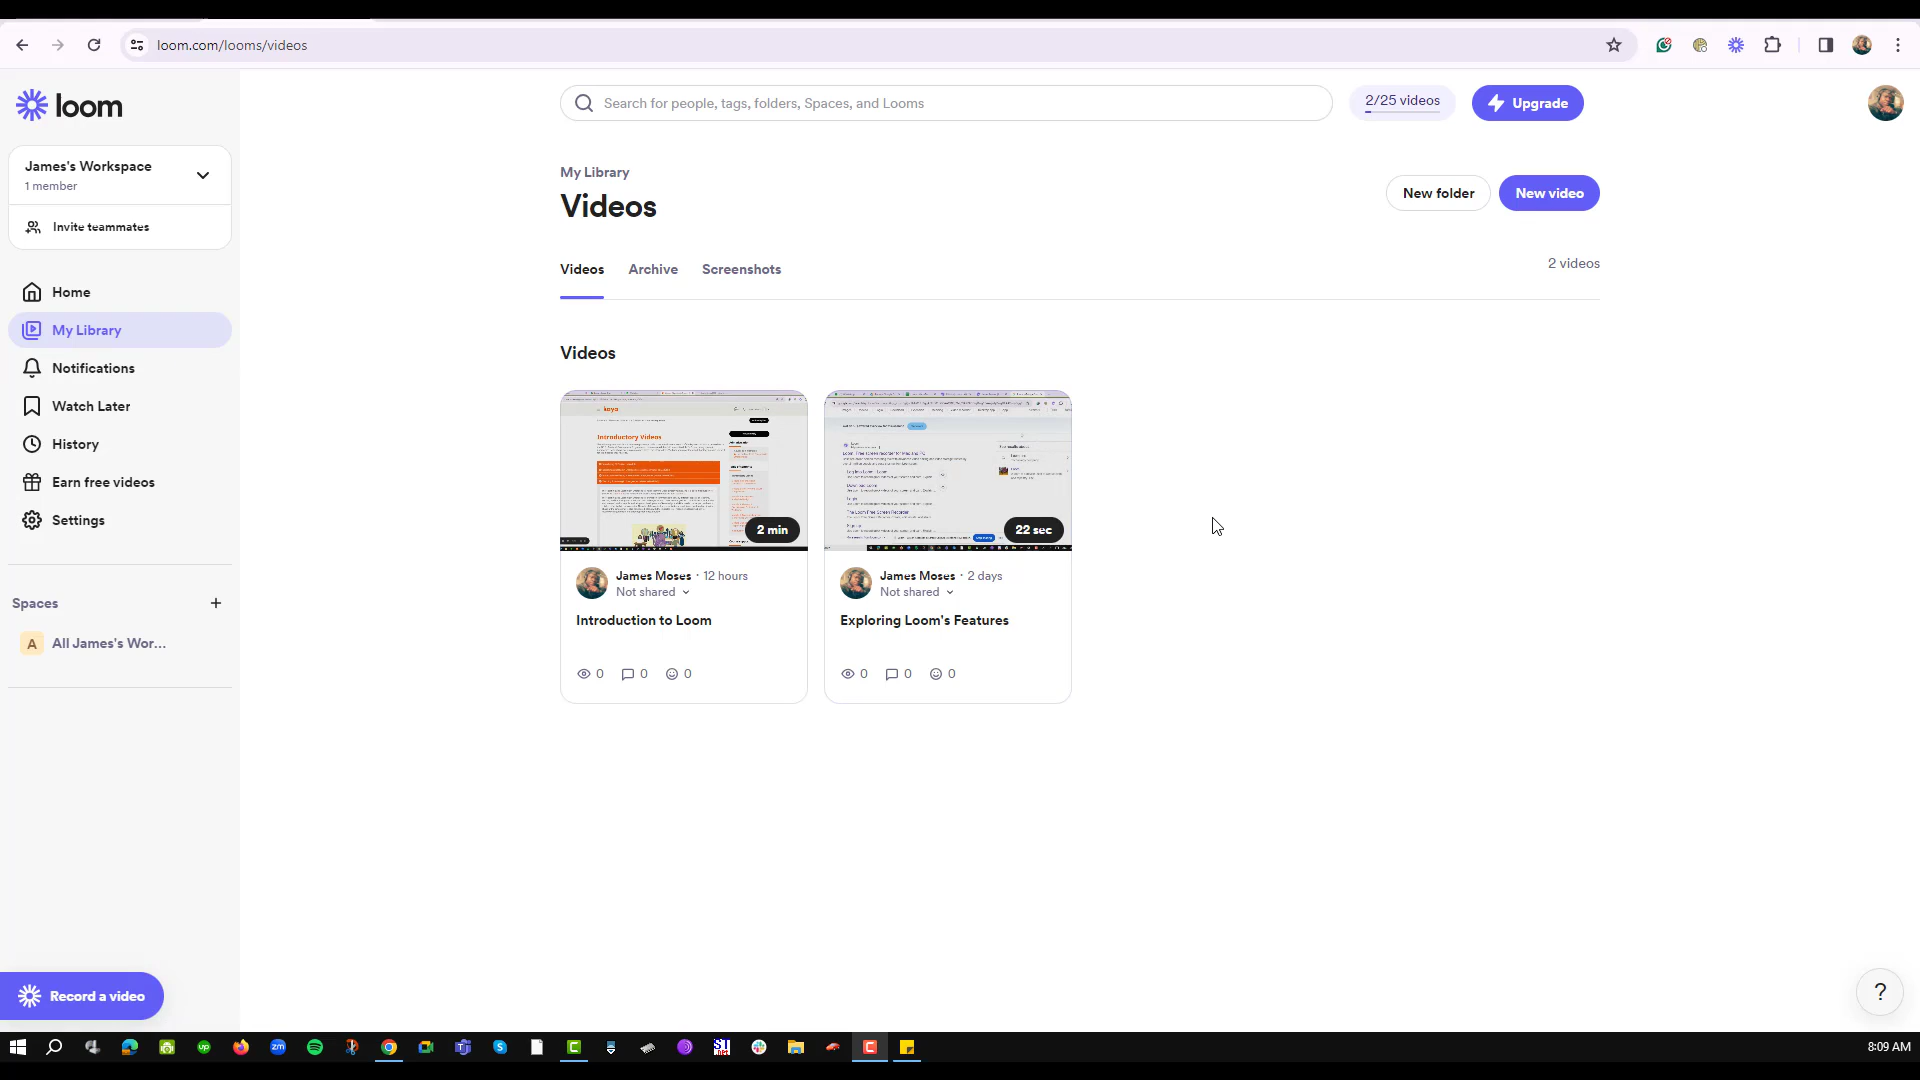 loom.com/looms/videos
loom
Search for people, tags, folders, Spaces, and Looms
2/25 videos
Upgrade
James's Workspace
1 member
Invite teammates
My Library
Videos
New folder
New video
Videos
Archive
Screenshots
2 videos
Home
My Library
Notifications
Watch Later
History
Earn free videos
Settings
Spaces
+
A
All James's Wor...
Videos
Introductory Videos
2 min
22 sec
James Moses · 12 hours
Not shared
Introduction to Loom
0
0
0
James Moses · 2 days
Not shared
Exploring Loom's Features
0
0
0
Record a video
?
8:09 AM